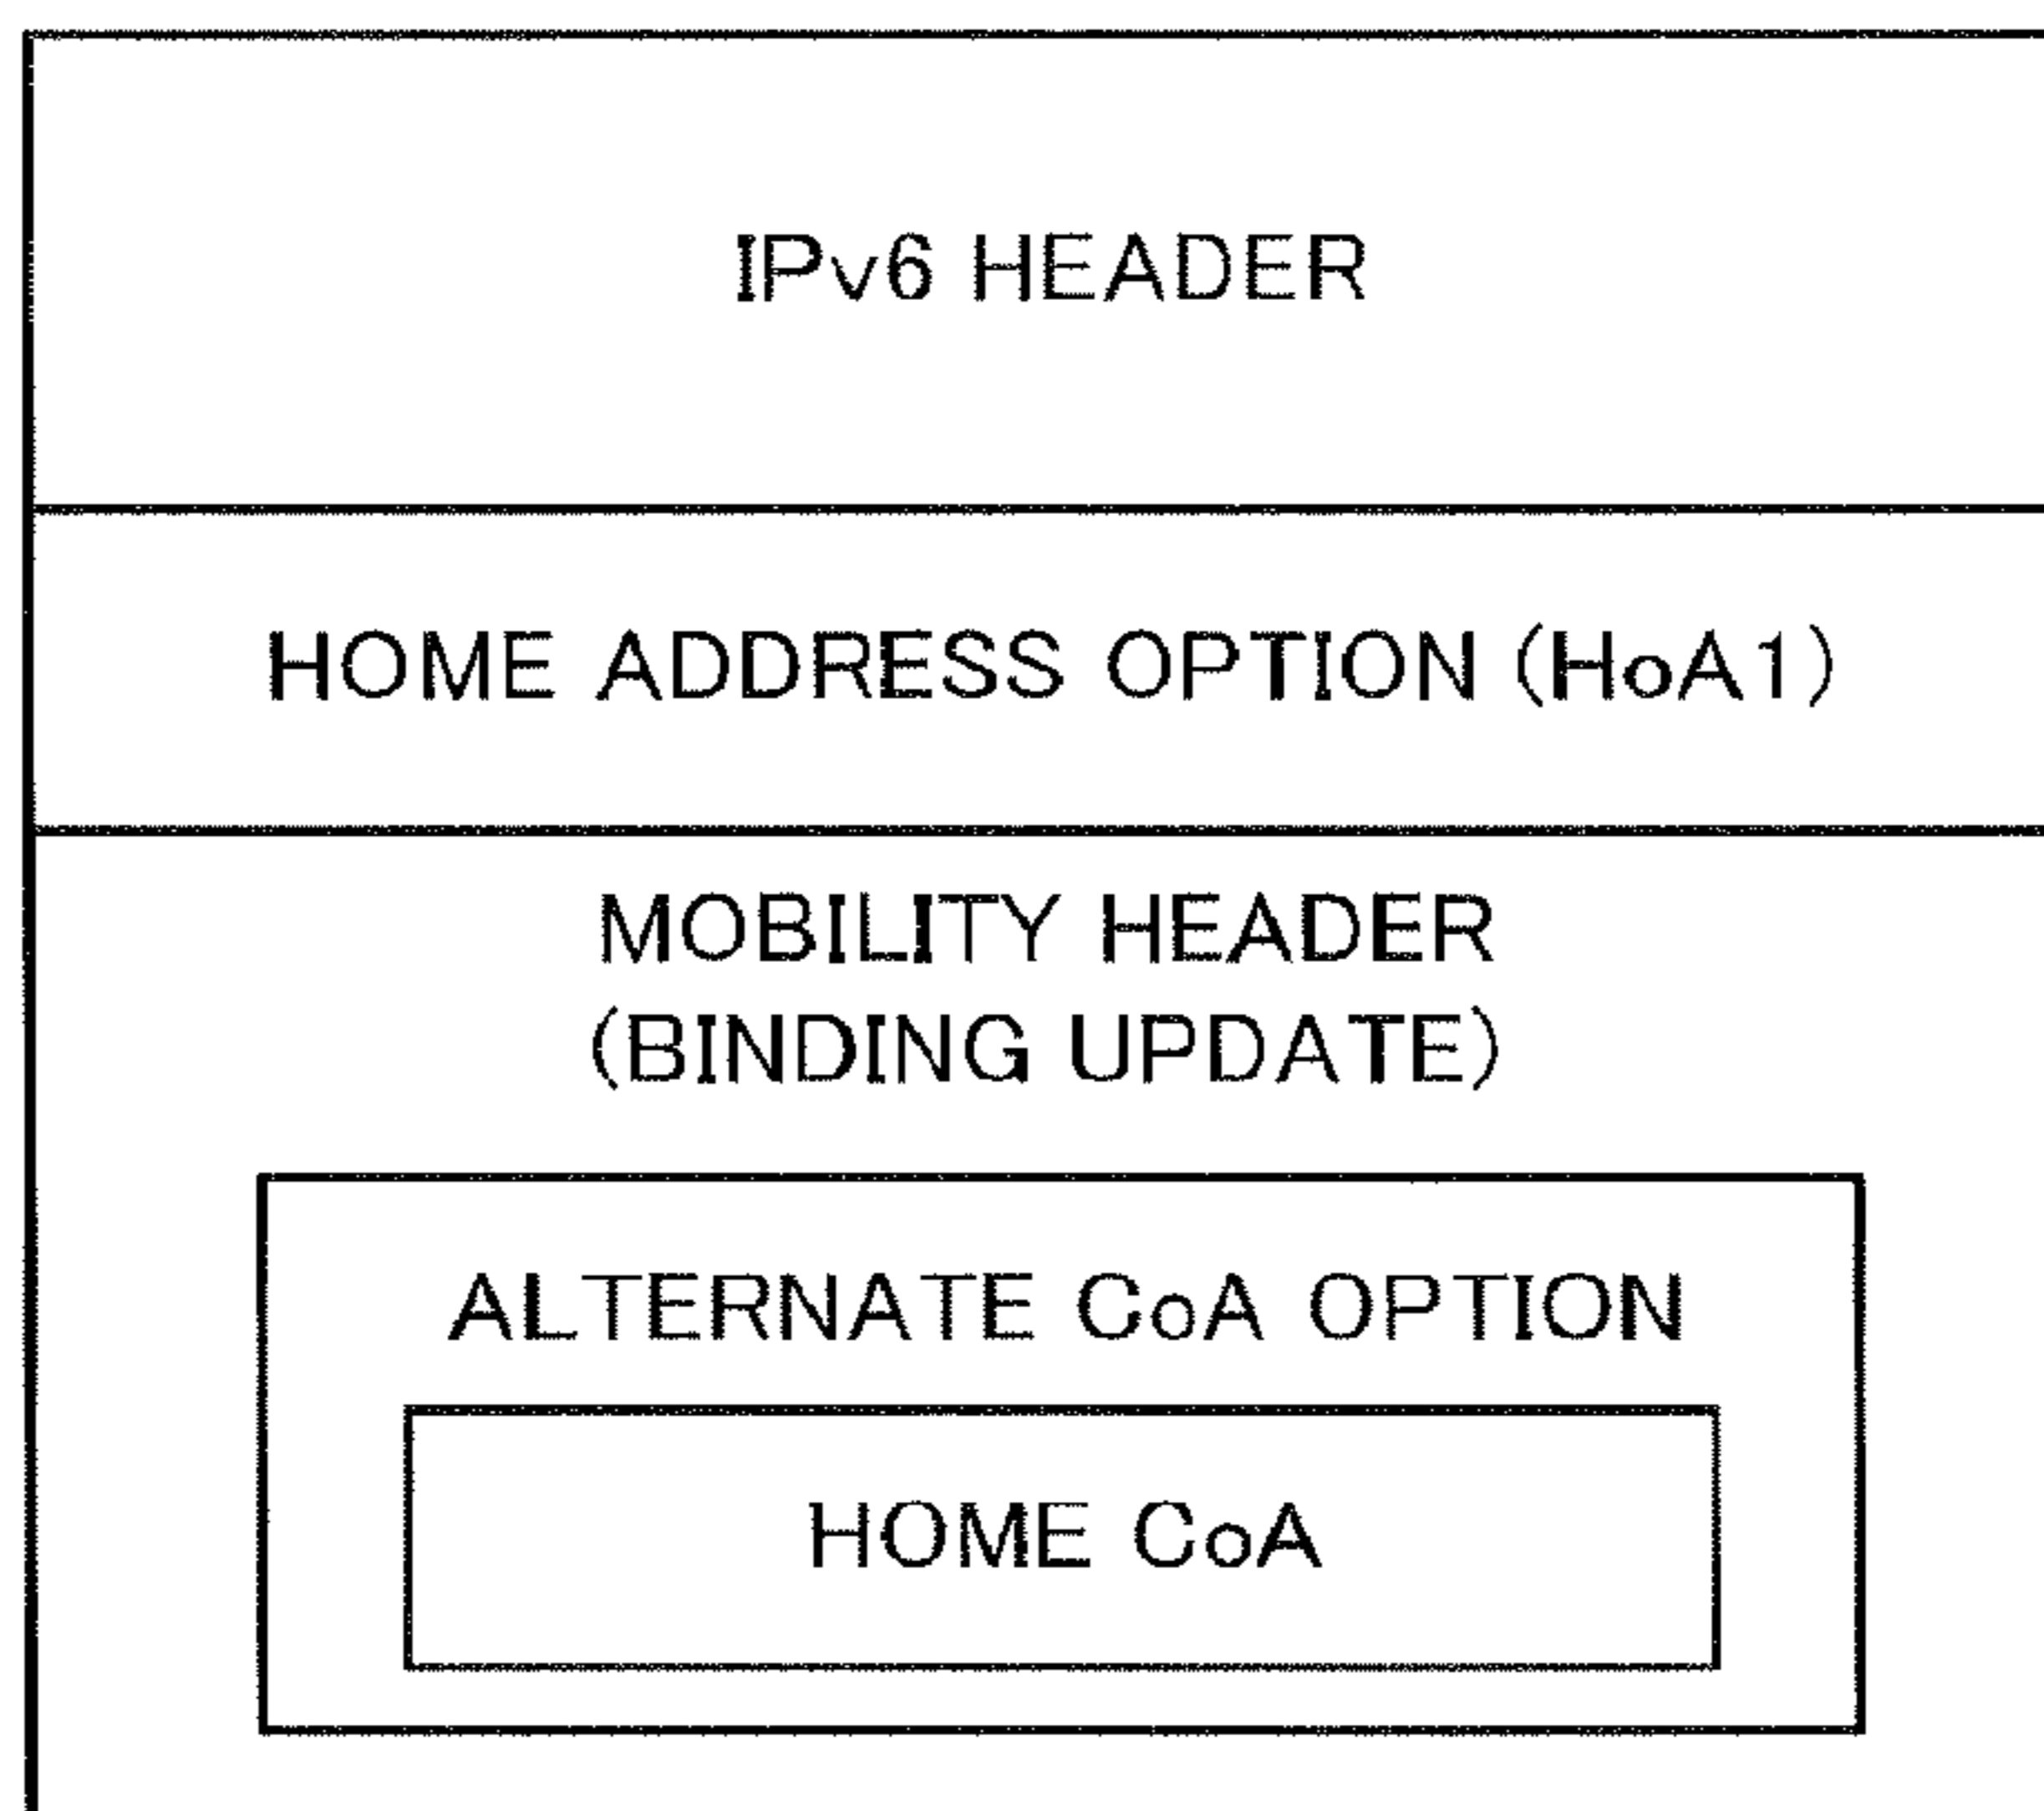 IPv6 HEADER
HOME ADDRESS OPTION (HoA1)
MOBILITY HEADER
(BINDING UPDATE)
ALTERNATE CoA OPTION
HOME CoA